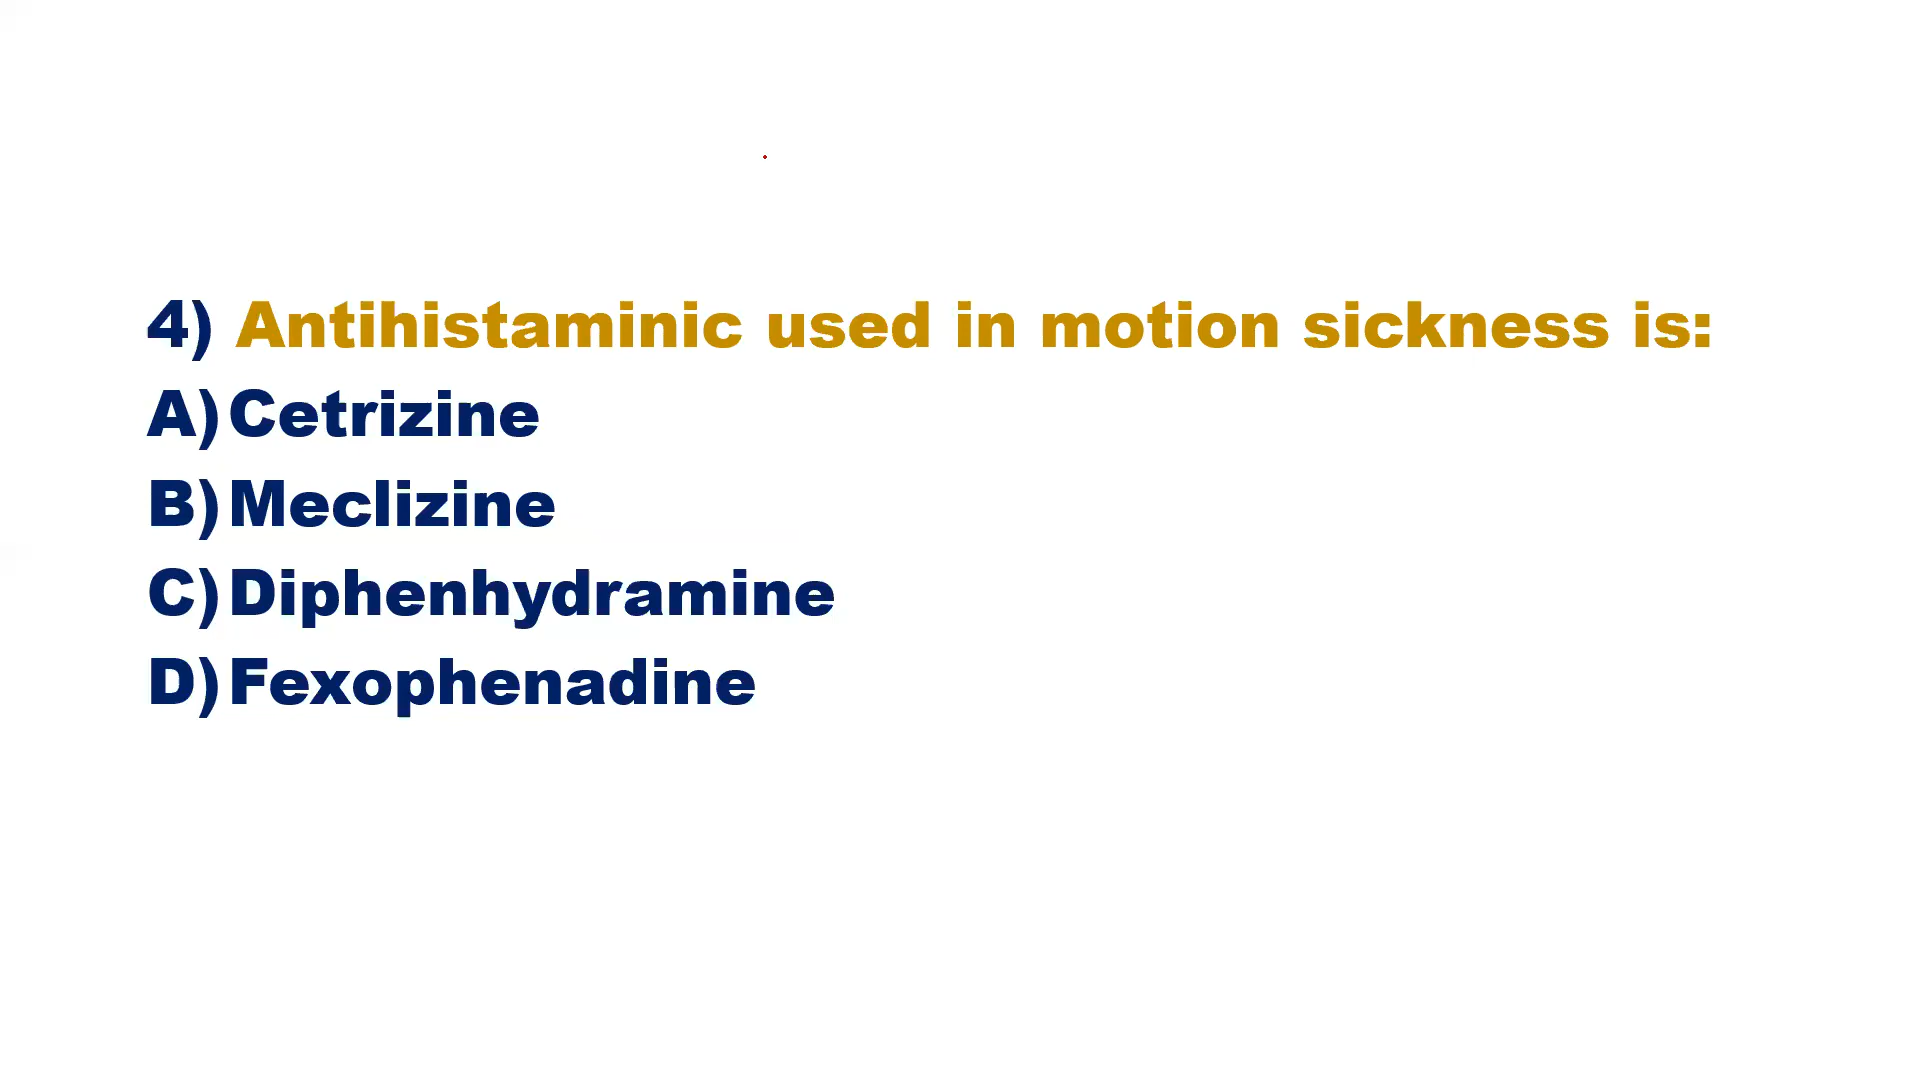 4) Antihistaminic used in motion sickness is:
A) Cetrizine
B) Meclizine
C) Diphenhydramine
D) Fexophenadine